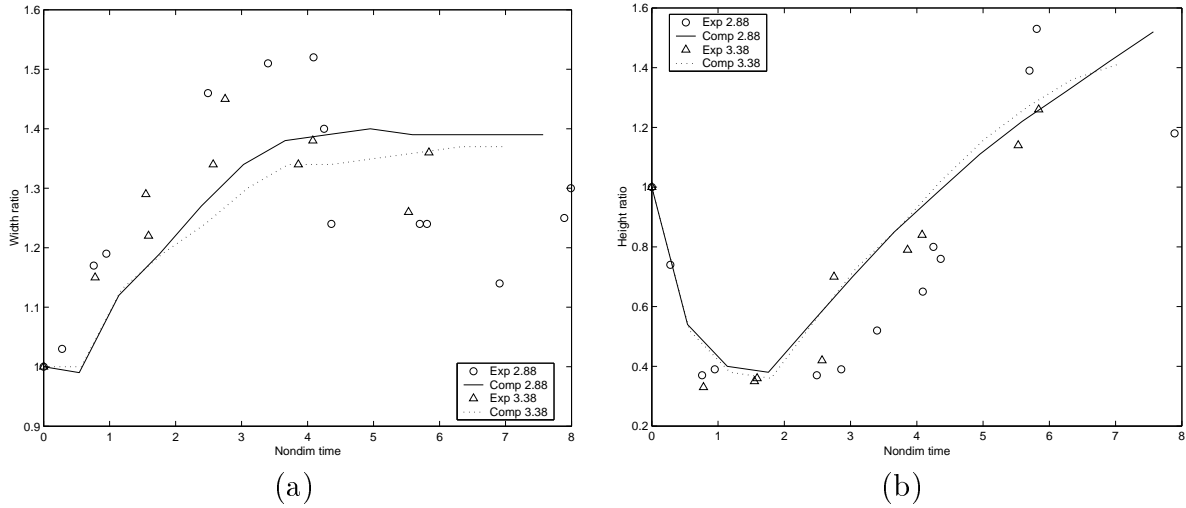 1.6
1.5
1.4
1.3
1.2
1.1
1
0.9
Width ratio
0 1 2 3 4 5 6 7 8
Nondim time
Exp 2.88
Comp 2.88
Exp 3.38
Comp 3.38
(a)
1.6
1.4
1.2
1
0.8
0.6
0.4
0.2
Height ratio
0 1 2 3 4 5 6 7 8
Nondim time
Exp 2.88
Comp 2.88
Exp 3.38
Comp 3.38
(b)